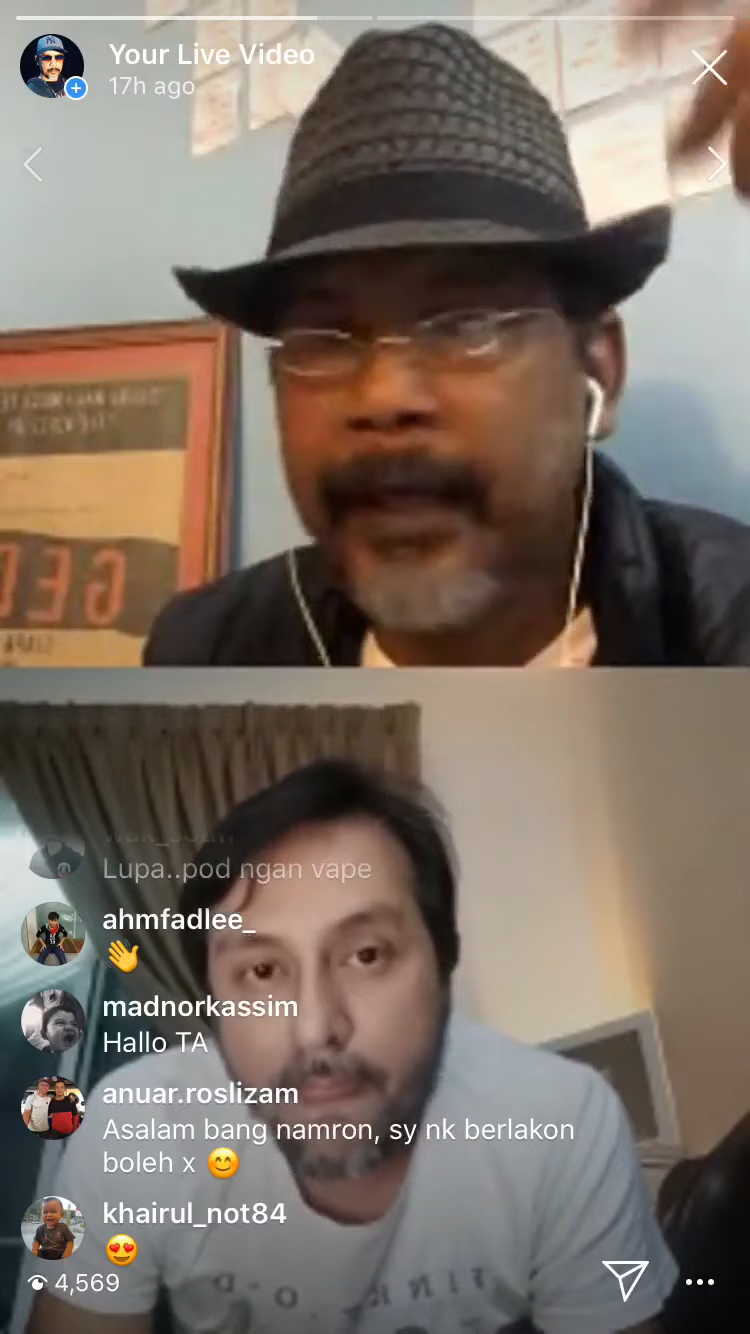 Your Live Video
17h ago
Lupa..pod ngan vape
ahmfadlee_
👋
madnorkassim
Hallo TA
anuar.roslizam
Asalam bang namron, sy nk berlakon
boleh x 😊
khairul_not84
😍
4,569